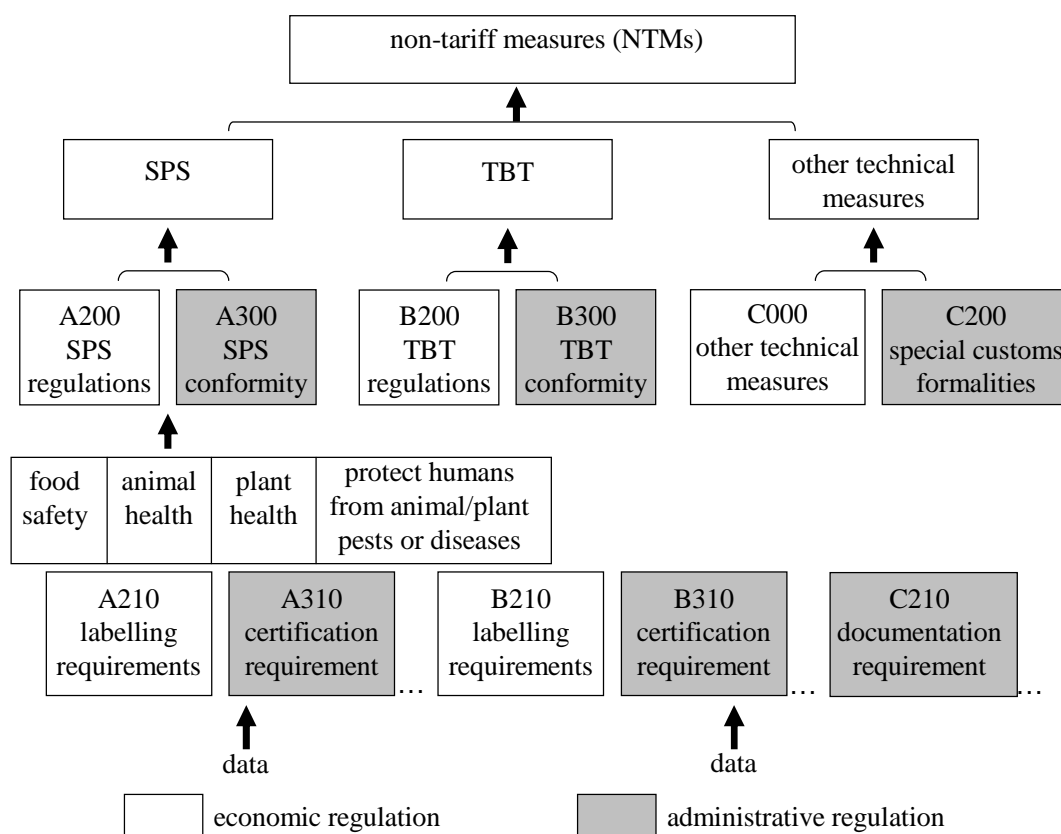 non-tariff measures (NTMs)
SPS
TBT
other technical
measures
A200
SPS
regulations
A300
SPS
conformity
B200
TBT
regulations
B300
TBT
conformity
C000
other technical
measures
C200
special customs
formalities
food
safety
animal
health
plant
health
protect humans
from animal/plant
pests or diseases
A210
labelling
requirements
A310
certification
requirement
...
B210
labelling
requirements
B310
certification
requirement
...
C210
documentation
requirement
...
data
data
economic regulation
administrative regulation